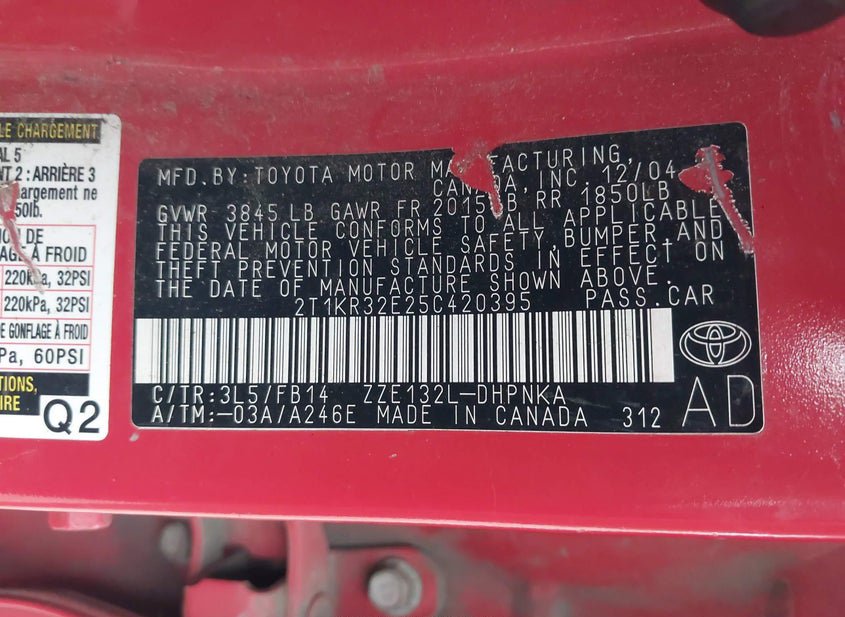 LE CHARGEMENT
AL 5
NT 2 : ARRIÈRE 3
chargement ne
50lb.
ON DE
AGE À FROID
220kPa, 32PSI
220kPa, 32PSI
DE GONFLAGE À FROID
Pa, 60PSI
TIONS,
IRE
Q2
MFD.BY:TOYOTA MOTOR MA FACTURING,
CANADA, INC. 12/04
GVWR 3845 LB GAWR FR 2015 B RR 1850LB
THIS VEHICLE CONFORMS TO ALL APPLICABLE
FEDERAL MOTOR VEHICLE SAFETY,BUMPER,AND
THEFT PREVENTION STANDARDS IN EFFECT ON
THE DATE OF MANUFACTURE SHOWN ABOVE.
2T1KR32E25C420395 PASS.CAR
C/TR:3L5/FB14 ZZE132L-DHPNKA
A/TM:-03A/A246E MADE IN CANADA 312
AD